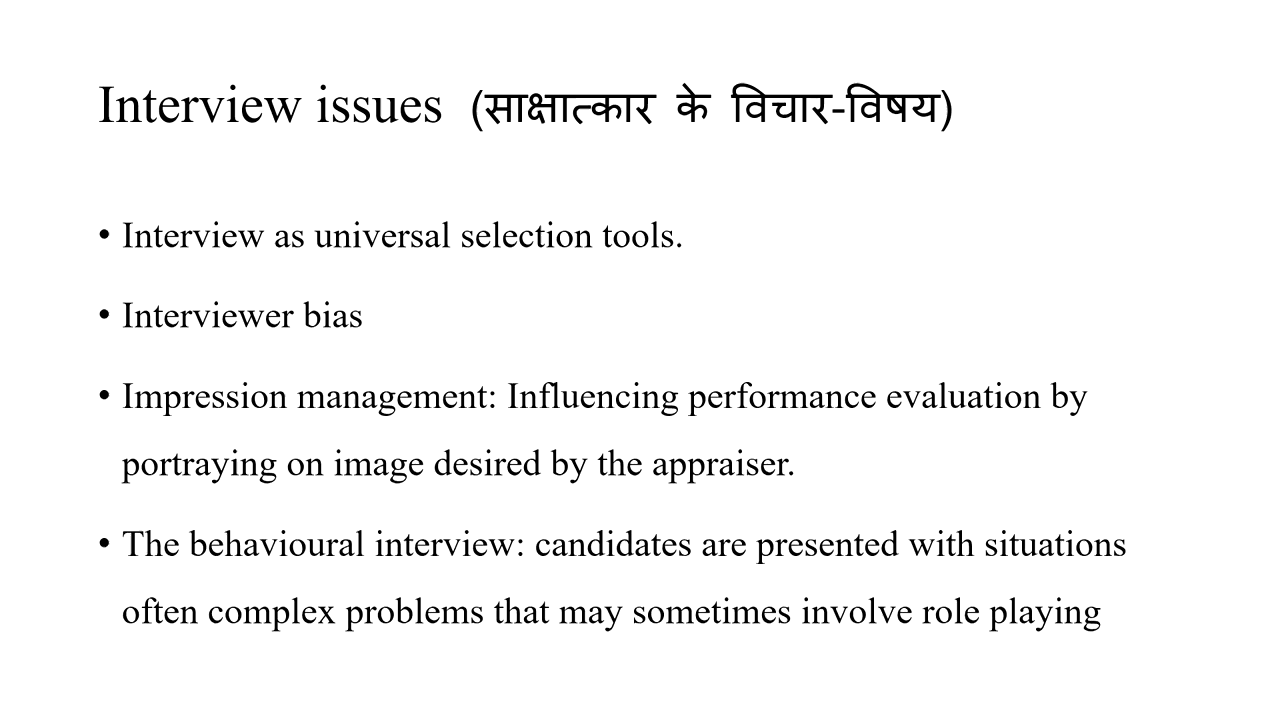 Interview issues (साक्षात्कार के विचार-विषय)
• Interview as universal selection tools.
• Interviewer bias
• Impression management: Influencing performance evaluation by
portraying on image desired by the appraiser.
• The behavioural interview: candidates are presented with situations
often complex problems that may sometimes involve role playing